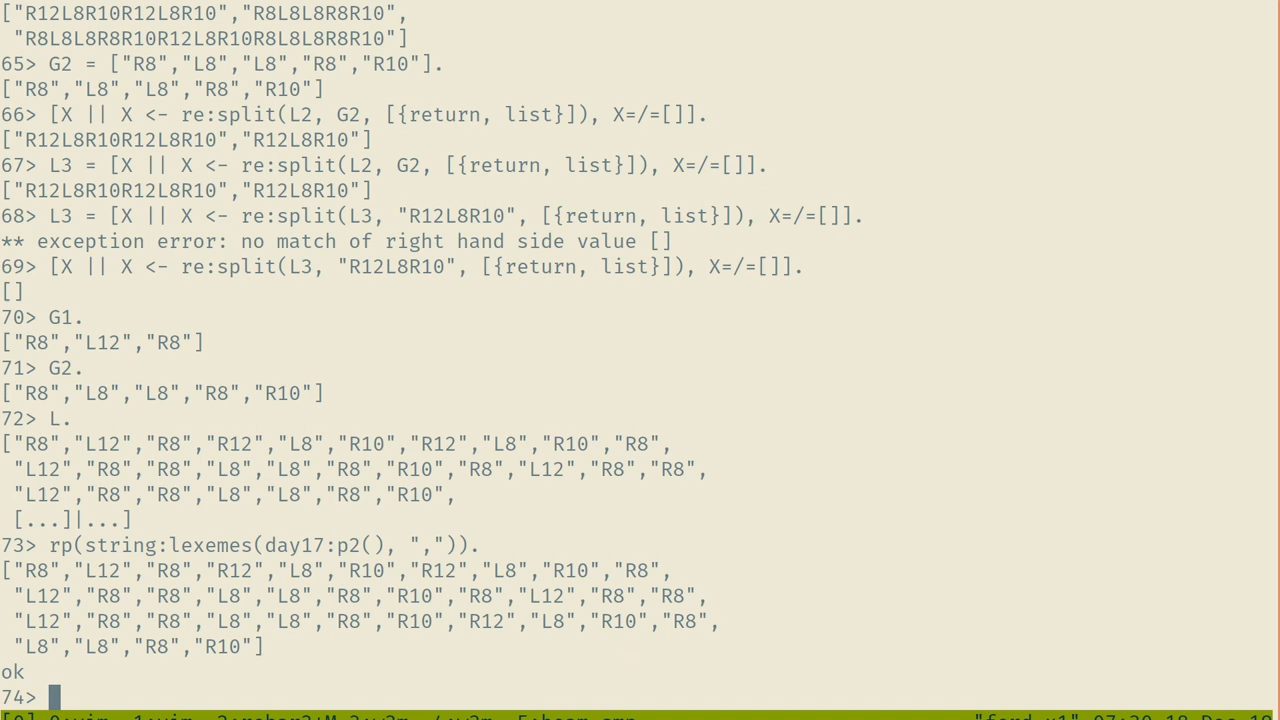 ["R12L8R10R12L8R10","R8L8L8R8R10",
"R8L8L8R8R10R12L8R10R8L8L8R8R10"]
65> G2 = ["R8","L8","L8","R8","R10"].
["R8","L8","L8","R8","R10"]
66> [X || X <- re:split(L2, G2, [{return, list}]), X=/=[]].
["R12L8R10R12L8R10","R12L8R10"]
67> L3 = [X || X <- re:split(L2, G2, [{return, list}]), X=/=[]].
["R12L8R10R12L8R10","R12L8R10"]
68> L3 = [X || X <- re:split(L3, "R12L8R10", [{return, list}]), X=/=[]].
** exception error: no match of right hand side value []
69> [X || X <- re:split(L3, "R12L8R10", [{return, list}]), X=/=[]].
[]
70> G1.
["R8","L12","R8"]
71> G2.
["R8","L8","L8","R8","R10"]
72> L.
["R8","L12","R8","R12","L8","R10","R12","L8","R10","R8",
"L12","R8","R8","L8","L8","R8","R10","R8","L12","R8","R8",
"L12","R8","R8","L8","L8","R8","R10",
[...]|...]
73> rp(string:lexemes(day17:p2(), ",")).
["R8","L12","R8","R12","L8","R10","R12","L8","R10","R8",
"L12","R8","R8","L8","L8","R8","R10","R8","L12","R8","R8",
"L12","R8","R8","L8","L8","R8","R10","R12","L8","R10","R8",
"L8","L8","R8","R10"]
ok
74>